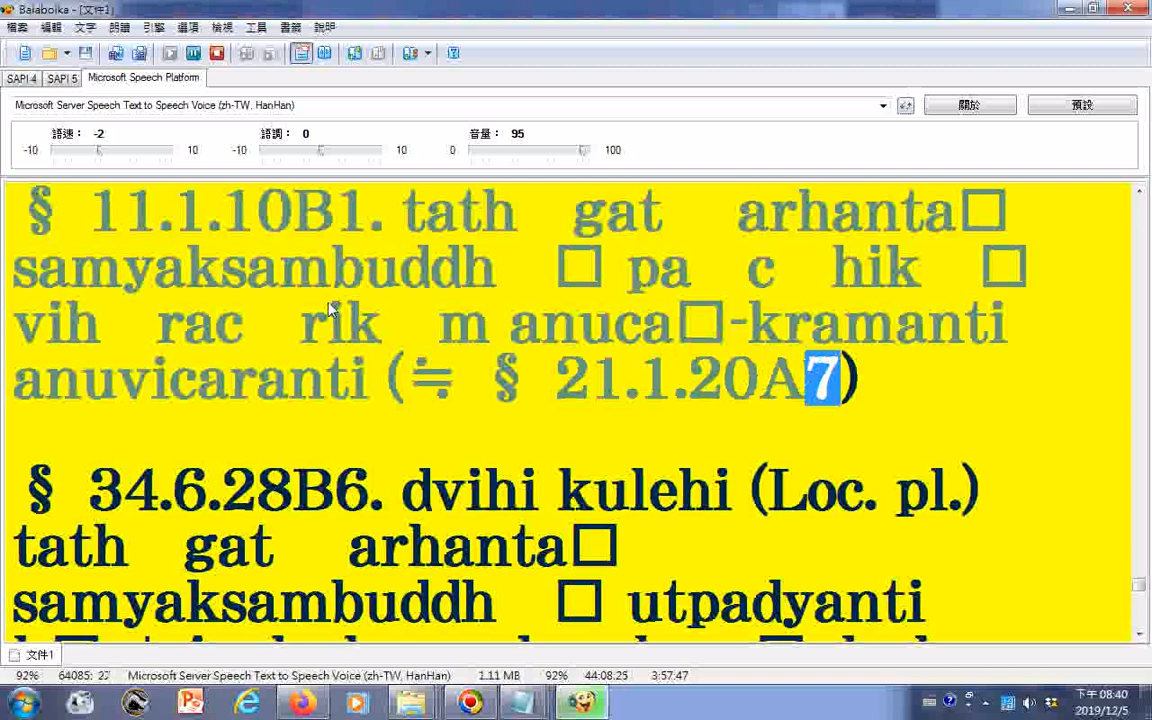 Balabolka - [文件1]
檔案 編輯 文字 朗讀 引擎 選項 檢視 工具 書籤 說明
SAPI 4 SAPI 5 Microsoft Speech Platform
Microsoft Server Speech Text to Speech Voice (zh-TW, HanHan) 關於 預設
語速： -2 語調： 0 音量： 95
-10 10 -10 10 0 100
§ 11.1.10B1. tath gat arhanta□
samyaksambuddh □ pa c hik □
vih rac rik m anuca□-kramanti
anuvicaranti (≒ § 21.1.20A7)
§ 34.6.28B6. dvihi kulehi (Loc. pl.)
tath gat arhanta□
samyaksambuddh □ utpadyanti
文件1
92% 64085: 27 Microsoft Server Speech Text to Speech Voice (zh-TW, HanHan) 1.11 MB 92% 44:08:25 3:57:47
下午 08:40
2019/12/5